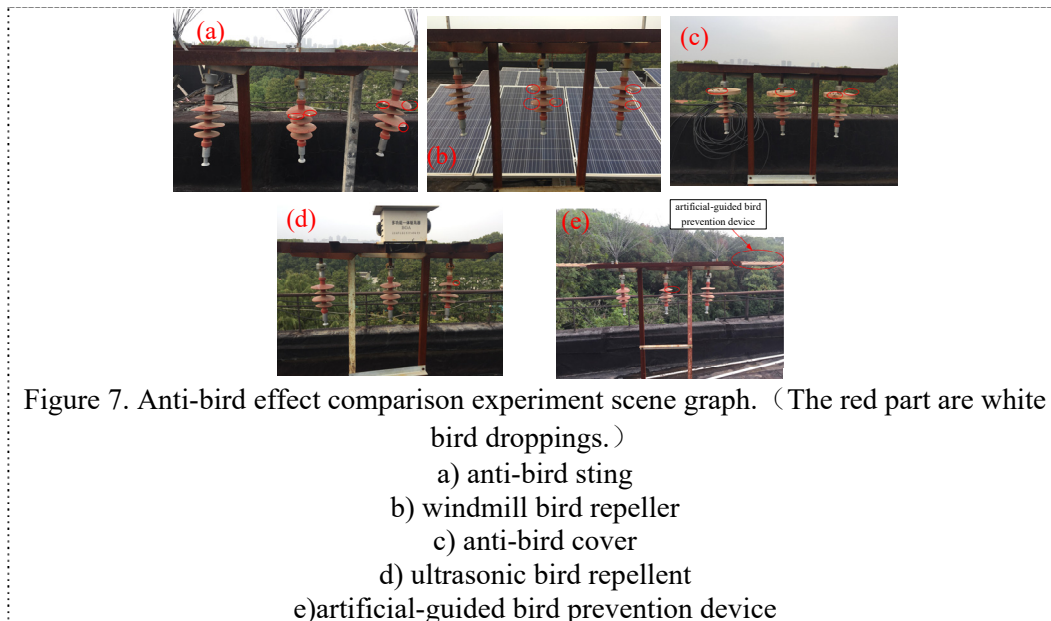 (a)
(b)
(c)
(d)
(e)
artificial-guided bird
prevention device
Figure 7. Anti-bird effect comparison experiment scene graph.（The red part are white
bird droppings.）
a) anti-bird sting
b) windmill bird repeller
c) anti-bird cover
d) ultrasonic bird repellent
e)artificial-guided bird prevention device